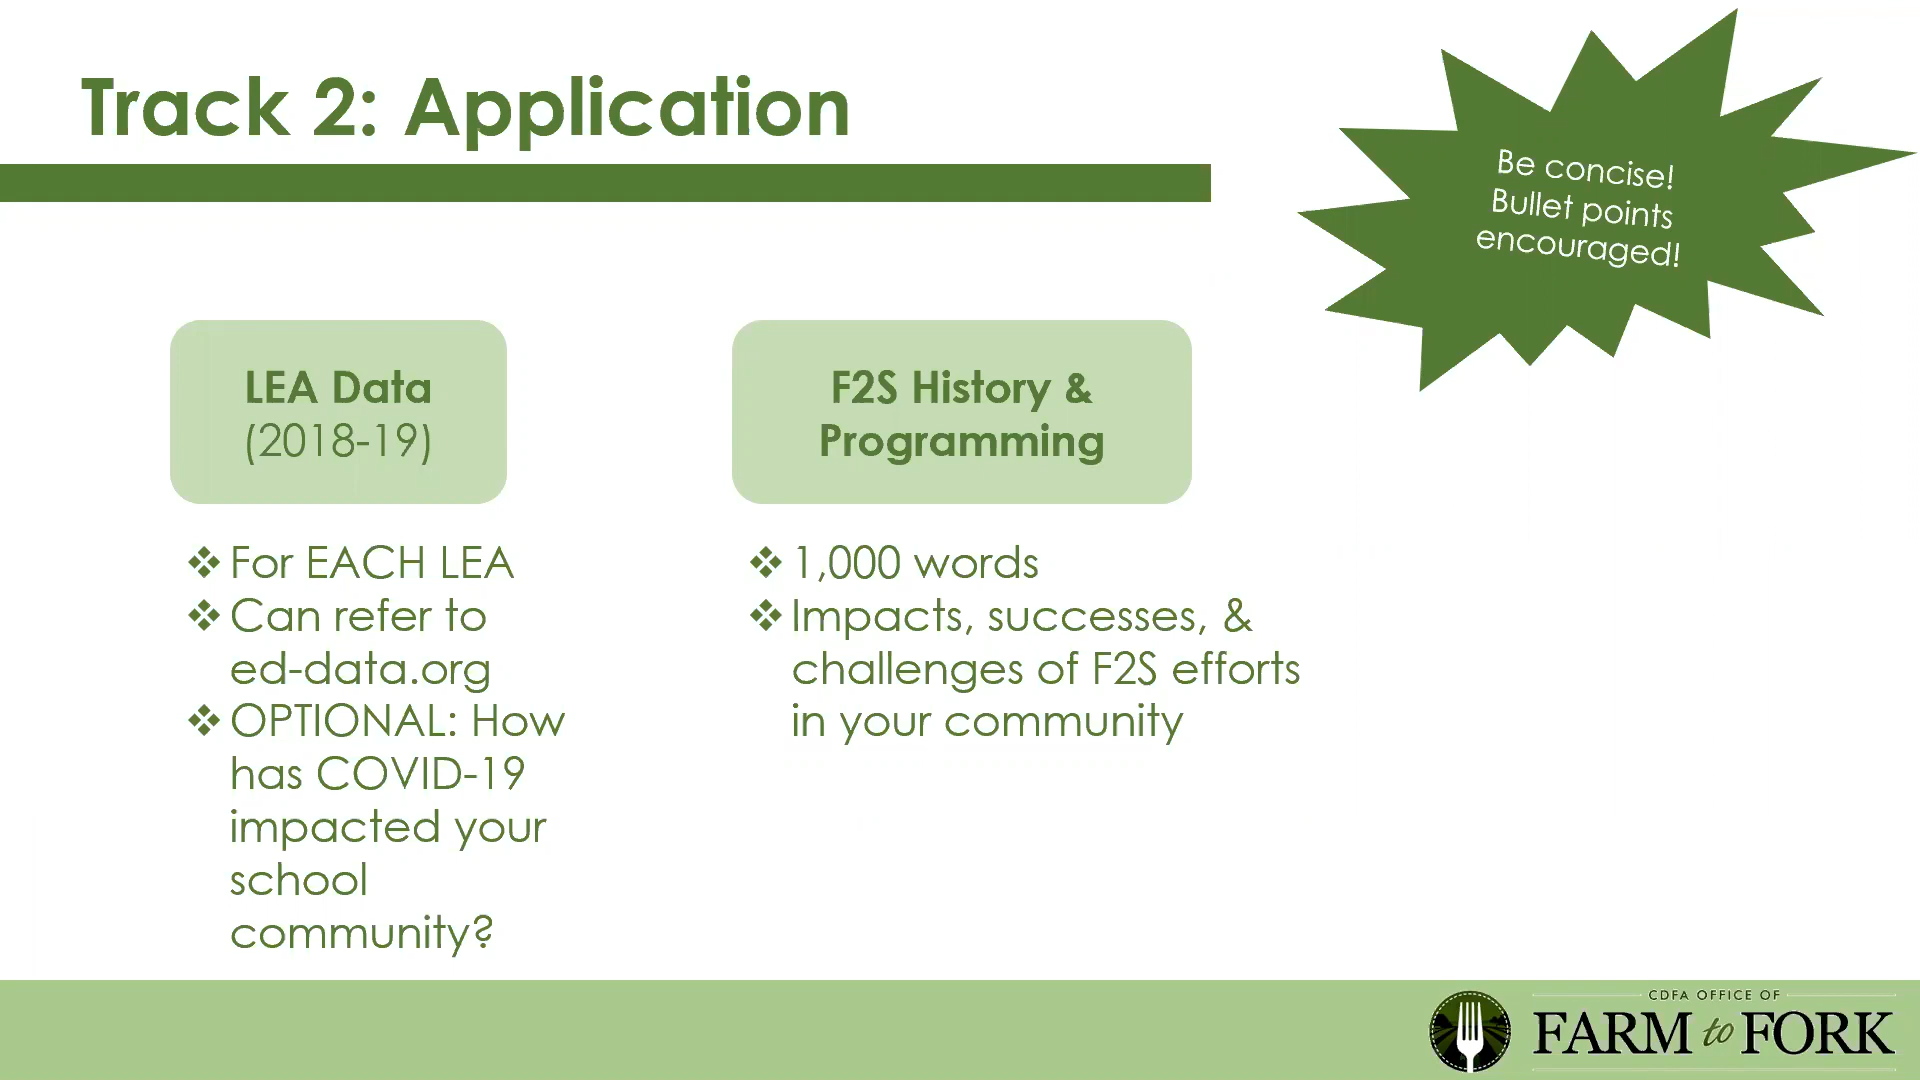 Track 2: Application
Be concise!
Bullet points
encouraged!
LEA Data
(2018-19)
❖ For EACH LEA
❖ Can refer to
ed-data.org
❖ OPTIONAL: How
has COVID-19
impacted your
school
community?
F2S History &
Programming
❖ 1,000 words
❖ Impacts, successes, &
challenges of F2S efforts
in your community
CDFA OFFICE OF
FARM to FORK